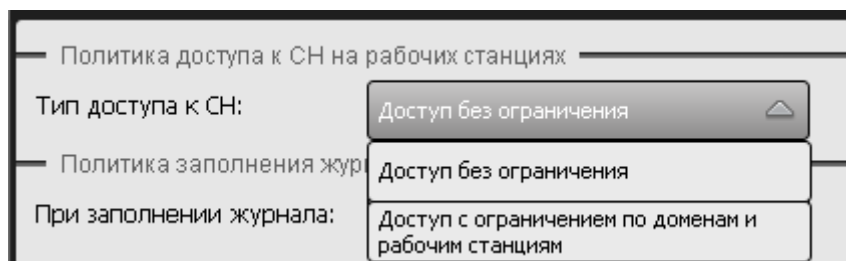 Политика доступа к СН на рабочих станциях
Тип доступа к СН:
Доступ без ограничения
Политика заполнения
Доступ без ограничения
При заполнении журнала:
Доступ с ограничением по доменам и
рабочим станциям